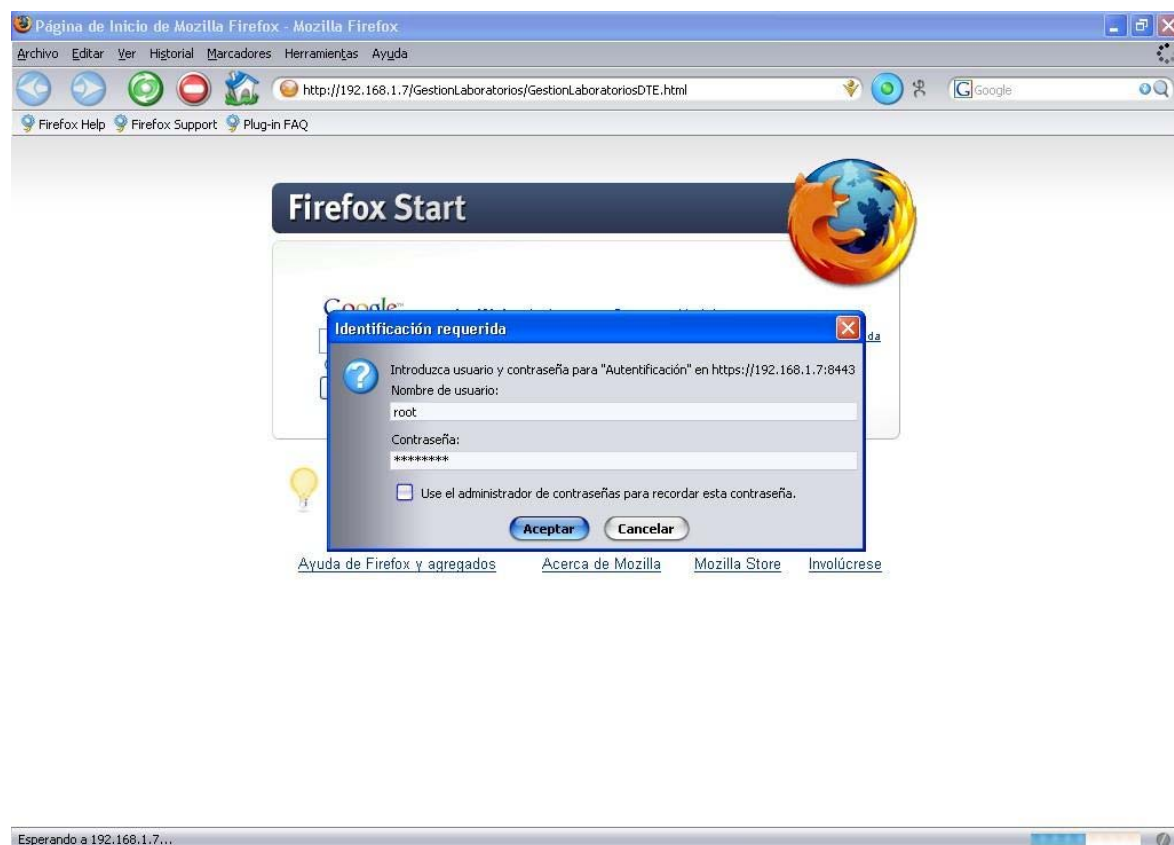 Página de Inicio de Mozilla Firefox - Mozilla Firefox
Archivo Editar Ver Historial Marcadores Herramientas Ayuda
http://192.168.1.7/GestionLaboratorios/GestionLaboratoriosDTE.html
Google
Firefox Help Firefox Support Plug-in FAQ
Firefox Start
Google™
Identificación requerida
da
Introduzca usuario y contraseña para "Autentificación" en https://192.168.1.7:8443
Nombre de usuario:
root
Contraseña:
********
Use el administrador de contraseñas para recordar esta contraseña.
Aceptar Cancelar
Ayuda de Firefox y agregados Acerca de Mozilla Mozilla Store Involúcrese
Esperando a 192.168.1.7...